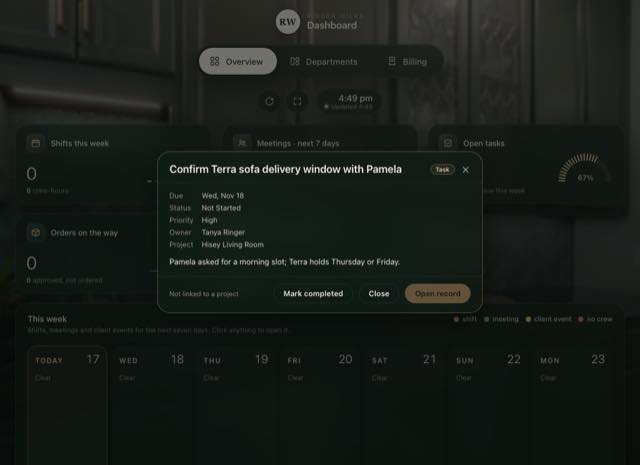 RW
Dashboard
Overview
Departments
Billing
4:49 pm
Updated 4:49
Shifts this week
0
0 crew-hours
Meetings · next 7 days
Open tasks
67%
due this week
Orders on the way
0
0 approved, not ordered
Confirm Terra sofa delivery window with Pamela
Task
Due Wed, Nov 18
Status Not Started
Priority High
Owner Tanya Ringer
Project Hisey Living Room
Pamela asked for a morning slot; Terra holds Thursday or Friday.
Not linked to a project
Mark completed
Close
Open record
This week
Shifts, meetings and client events for the next seven days. Click anything to open it.
shift
meeting
client event
no crew
TODAY 17
Clear
WED 18
Clear
THU 19
Clear
FRI 20
Clear
SAT 21
Clear
SUN 22
Clear
MON 23
Clear